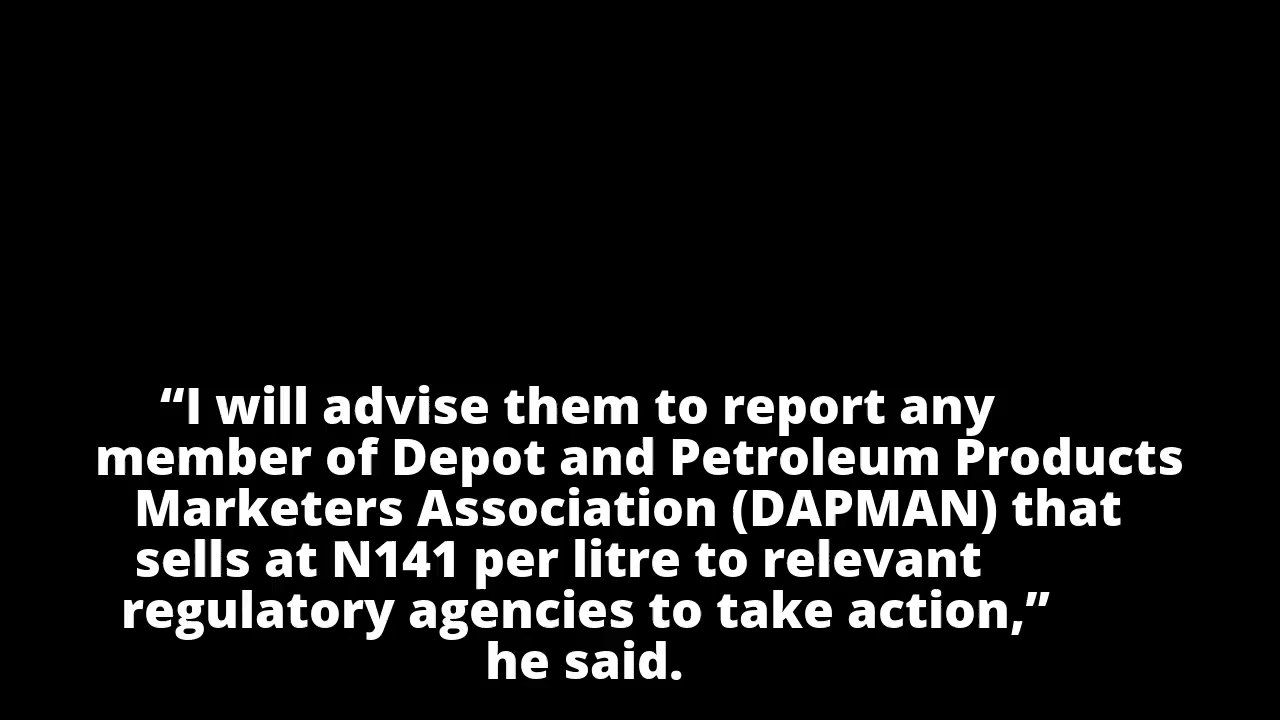 “I will advise them to report any
member of Depot and Petroleum Products
Marketers Association (DAPMAN) that
sells at N141 per litre to relevant
regulatory agencies to take action,”
he said.